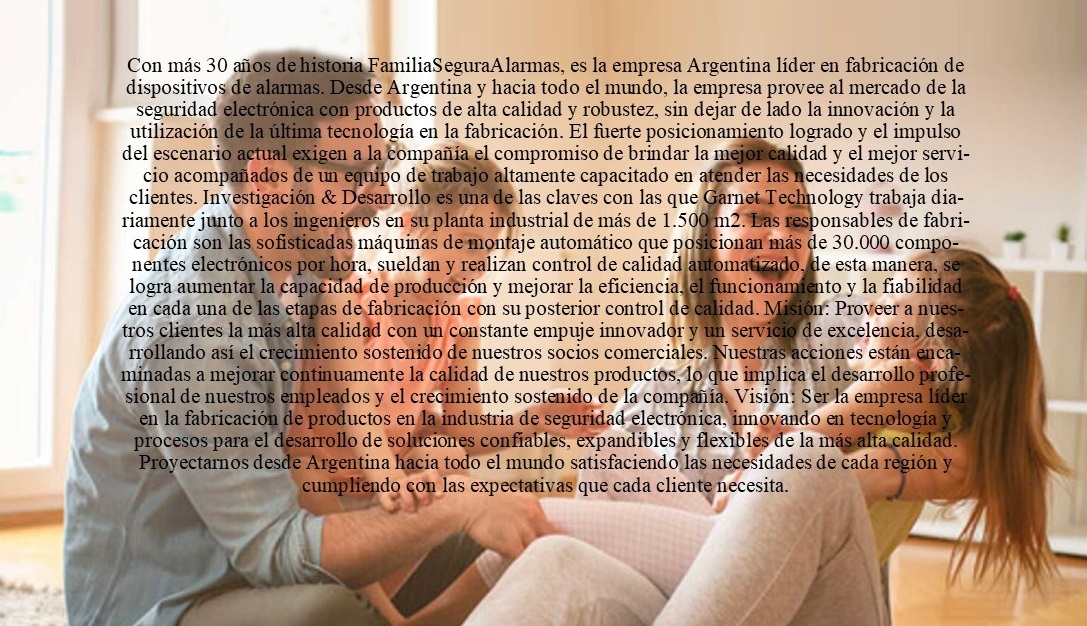 Con más 30 años de historia FamiliaSeguraAlarmas, es la empresa Argentina líder en fabricación de
dispositivos de alarmas. Desde Argentina y hacia todo el mundo, la empresa provee al mercado de la
seguridad electrónica con productos de alta calidad y robustez, sin dejar de lado la innovación y la
utilización de la última tecnología en la fabricación. El fuerte posicionamiento logrado y el impulso
del escenario actual exigen a la compañía el compromiso de brindar la mejor calidad y el mejor servi-
cio acompañados de un equipo de trabajo altamente capacitado en atender las necesidades de los
clientes. Investigación & Desarrollo es una de las claves con las que Garnet Technology trabaja dia-
riamente junto a los ingenieros en su planta industrial de más de 1.500 m2. Las responsables de fabri-
cación son las sofisticadas máquinas de montaje automático que posicionan más de 30.000 compo-
nentes electrónicos por hora, sueldan y realizan control de calidad automatizado, de esta manera, se
logra aumentar la capacidad de producción y mejorar la eficiencia, el funcionamiento y la fiabilidad
en cada una de las etapas de fabricación con su posterior control de calidad. Misión: Proveer a nues-
tros clientes la más alta calidad con un constante empuje innovador y un servicio de excelencia, desa-
rrollando así el crecimiento sostenido de nuestros socios comerciales. Nuestras acciones están enca-
minadas a mejorar continuamente la calidad de nuestros productos, lo que implica el desarrollo profe-
sional de nuestros empleados y el crecimiento sostenido de la compañía. Visión: Ser la empresa líder
en la fabricación de productos en la industria de seguridad electrónica, innovando en tecnología y
procesos para el desarrollo de soluciones confiables, expandibles y flexibles de la más alta calidad.
Proyectarnos desde Argentina hacia todo el mundo satisfaciendo las necesidades de cada región y
cumpliendo con las expectativas que cada cliente necesita.